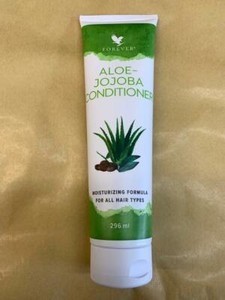 FOREVER
ALOE-
JOJOBA
CONDITIONER
MOISTURIZING FORMULA
FOR ALL HAIR TYPES
296 ml